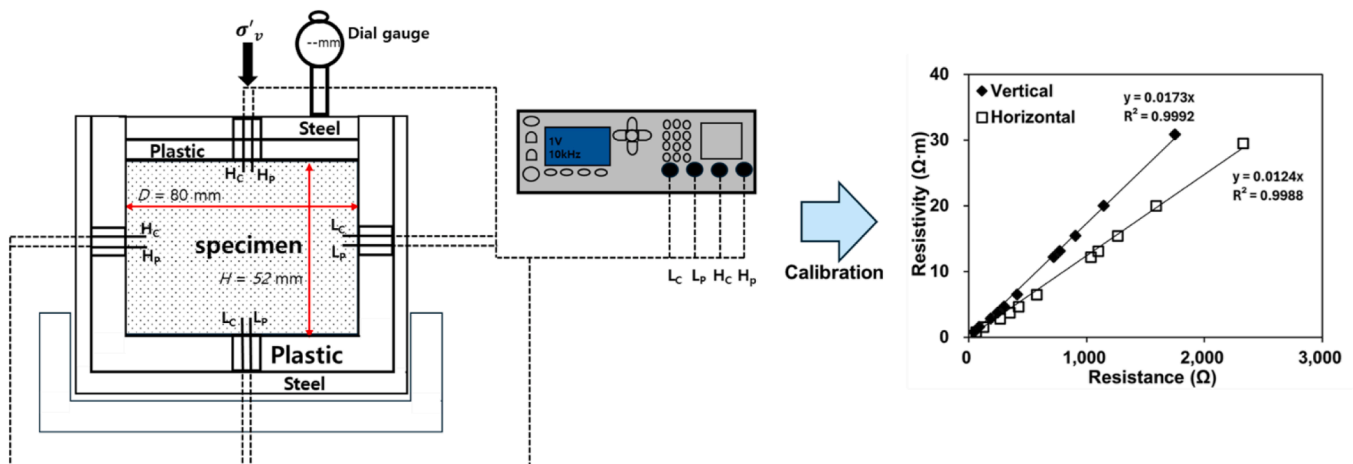 σ'v
Dial gauge
--mm
Steel
Plastic
HC HP
D = 80 mm
HC
HP
specimen
LC
LP
H = 52 mm
LC LP
Plastic
Steel
1V
10kHz
LC LP HC HP
Calibration
40
30
20
10
0
Resistivity (Ω·m)
Vertical
Horizontal
y = 0.0173x
R² = 0.9992
y = 0.0124x
R² = 0.9988
0 1,000 2,000 3,000
Resistance (Ω)